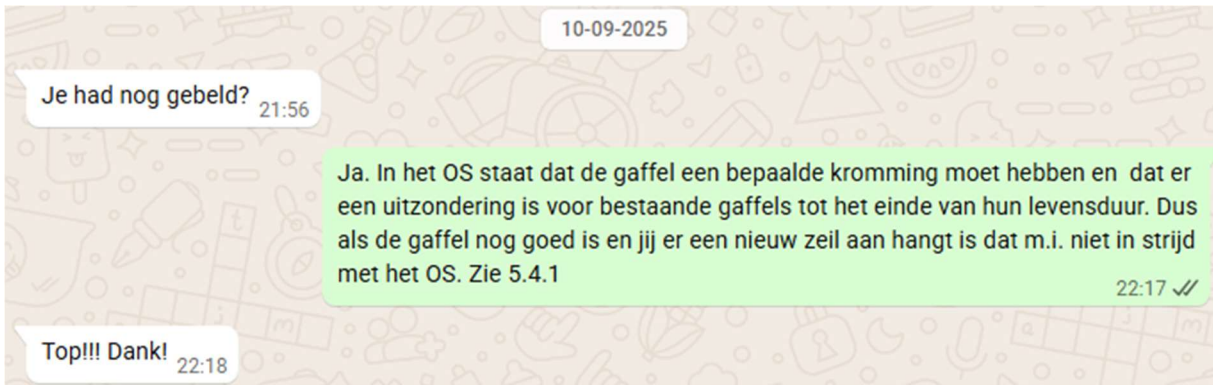 10-09-2025
Je had nog gebeld? 21:56
Ja. In het OS staat dat de gaffel een bepaalde kromming moet hebben en  dat er
een uitzondering is voor bestaande gaffels tot het einde van hun levensduur. Dus
als de gaffel nog goed is en jij er een nieuw zeil aan hangt is dat m.i. niet in strijd
met het OS. Zie 5.4.1
22:17
Top!!! Dank! 22:18